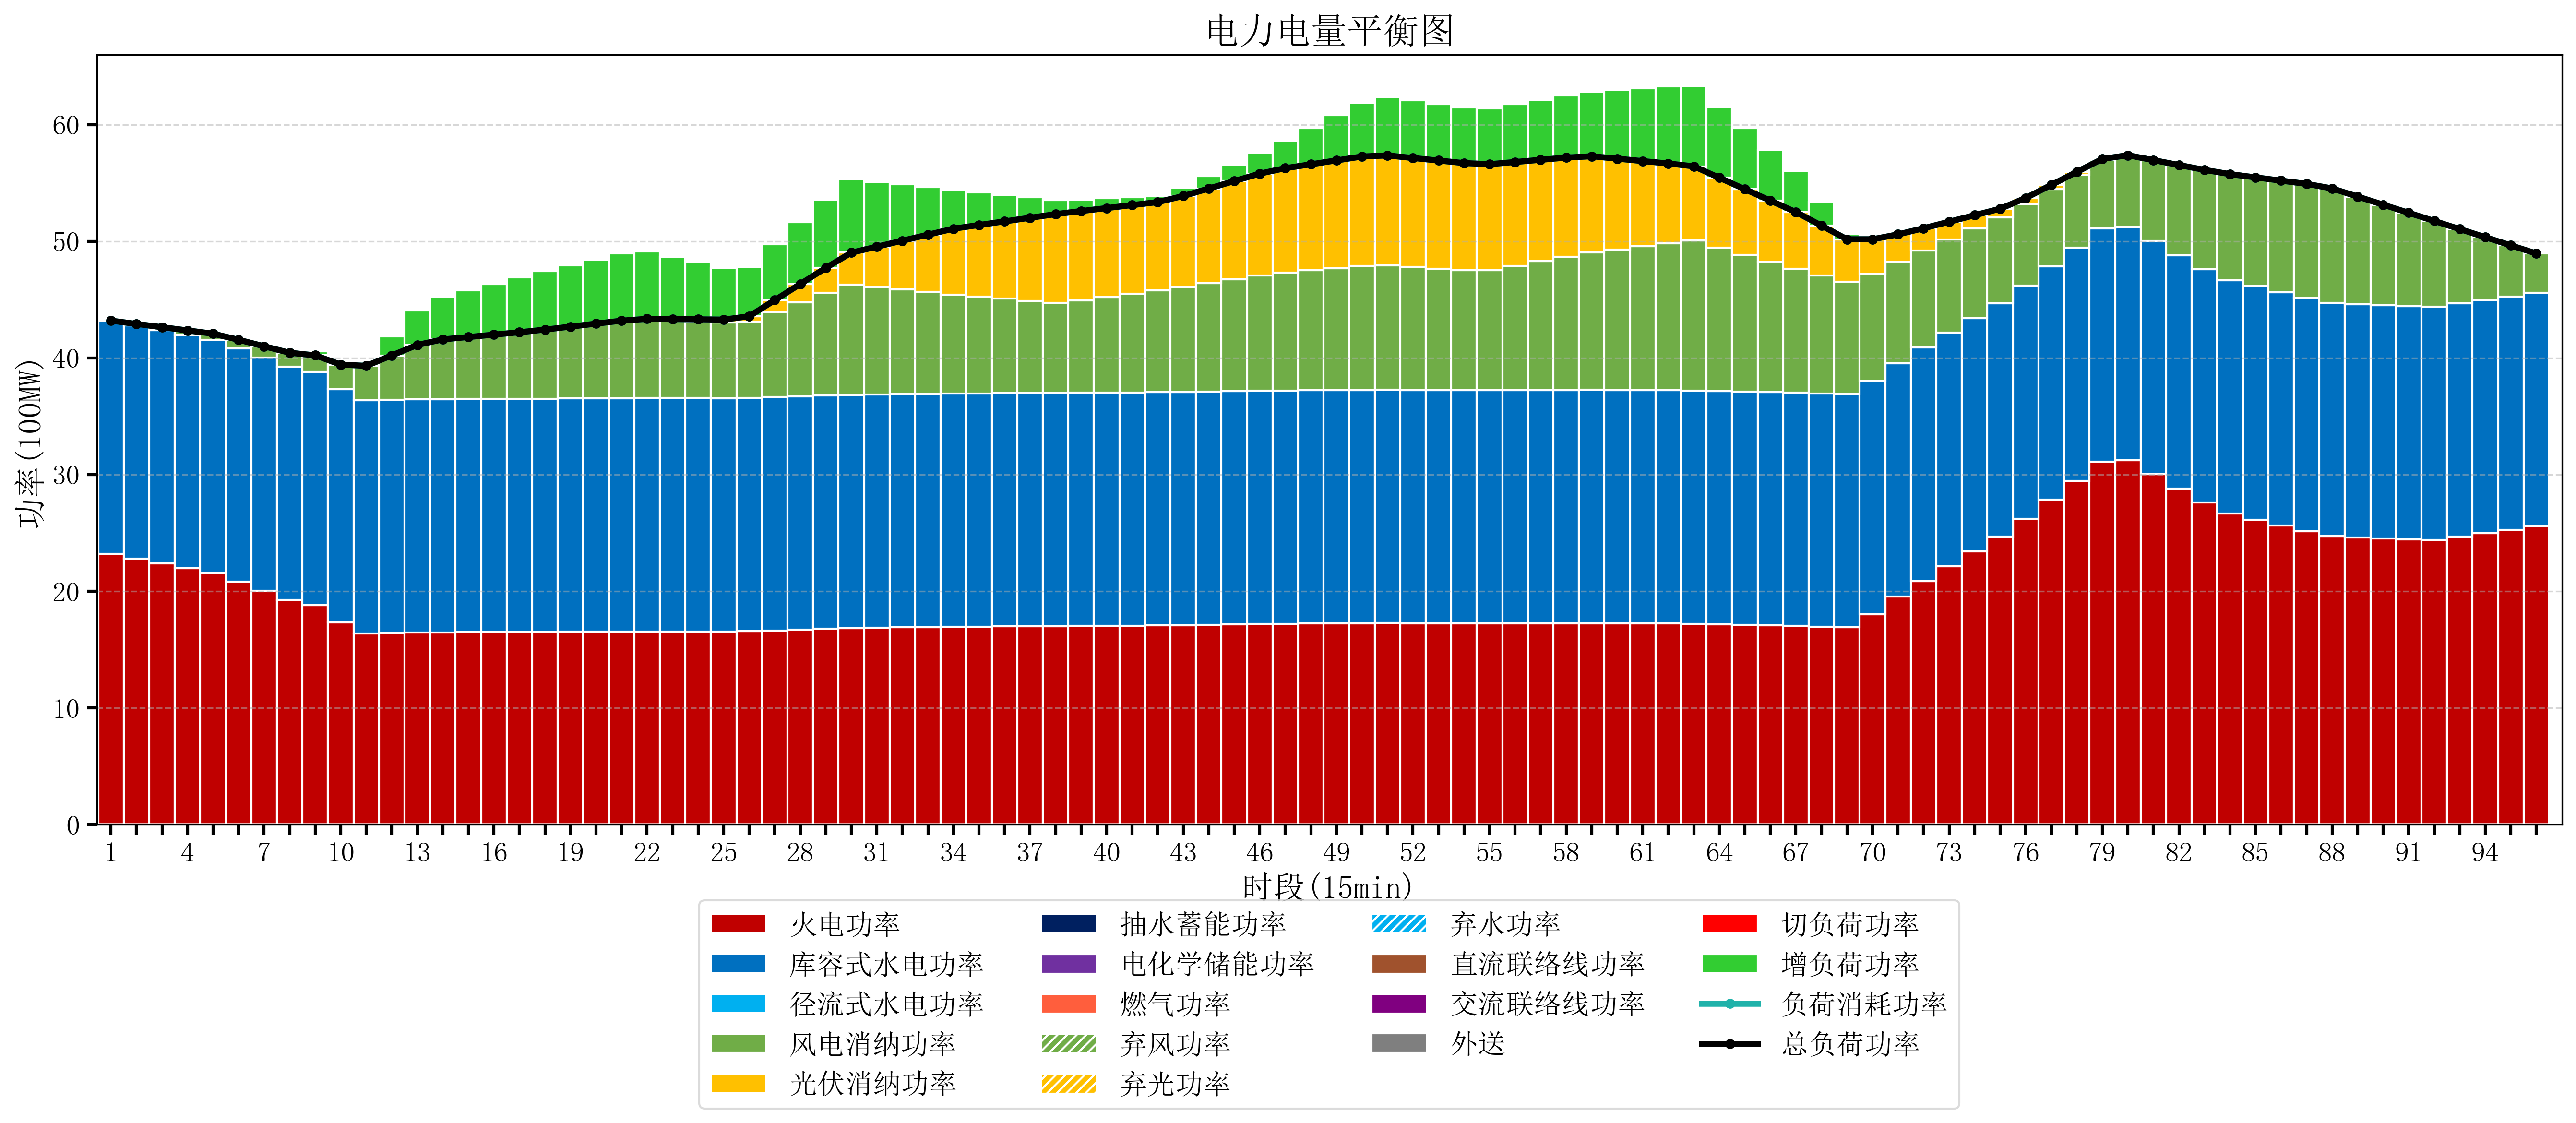 电力电量平衡图
功率(100MW)
60
50
40
30
20
10
0
1 4 7 10 13 16 19 22 25 28 31 34 37 40 43 46 49 52 55 58 61 64 67 70 73 76 79 82 85 88 91 94
时段(15min)
火电功率 抽水蓄能功率 弃水功率 切负荷功率
库容式水电功率 电化学储能功率 直流联络线功率 增负荷功率
径流式水电功率 燃气功率 交流联络线功率 负荷消耗功率
风电消纳功率 弃风功率 外送 总负荷功率
光伏消纳功率 弃光功率